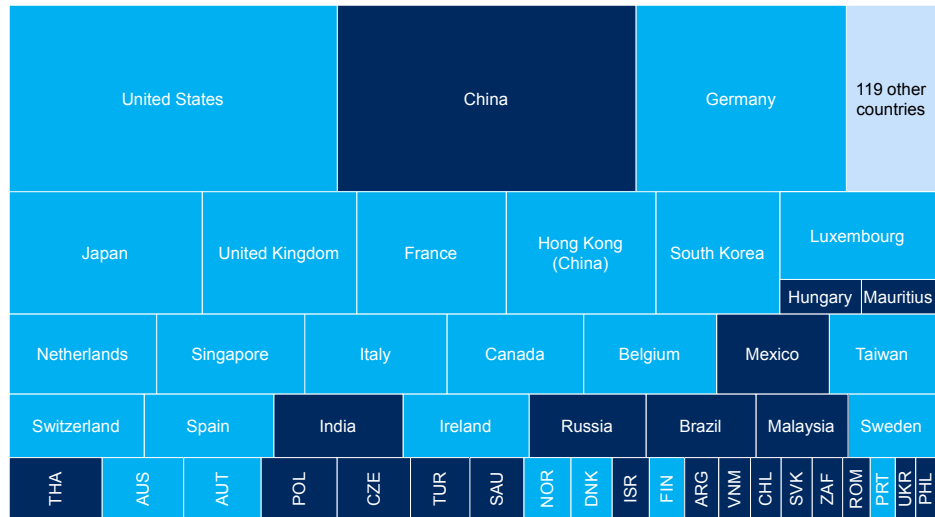 United States
China
Germany
119 other
countries
Japan
United Kingdom
France
Hong Kong
(China)
South Korea
Luxembourg
Hungary
Mauritius
Netherlands
Singapore
Italy
Canada
Belgium
Mexico
Taiwan
Switzerland
Spain
India
Ireland
Russia
Brazil
Malaysia
Sweden
THA
AUS
AUT
POL
CZE
TUR
SAU
NOR
DNK
ISR
FIN
ARG
VNM
CHL
SVK
ZAF
ROM
PRT
UKR
PHL